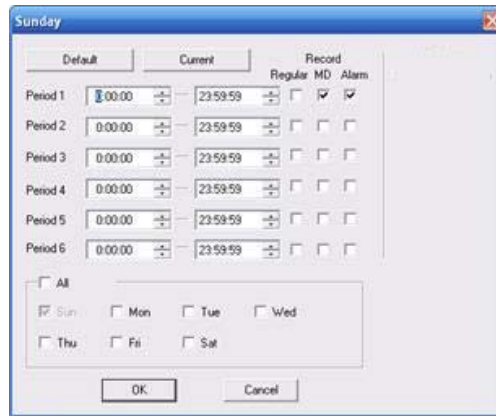 Sunday
Default Current Record
Regular MD Alarm
Period 1 0:00:00 23:59:59
Period 2 0:00:00 23:59:59
Period 3 0:00:00 23:59:59
Period 4 0:00:00 23:59:59
Period 5 0:00:00 23:59:59
Period 6 0:00:00 23:59:59
All
Sun Mon Tue Wed
Thu Fri Sat
OK Cancel